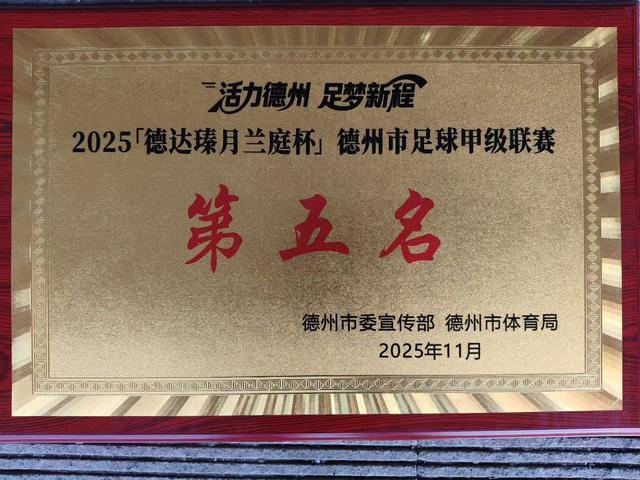 活力德州 足梦新程
2025「德达瑧月兰庭杯」德州市足球甲级联赛
第五名
德州市委宣传部 德州市体育局
2025年11月